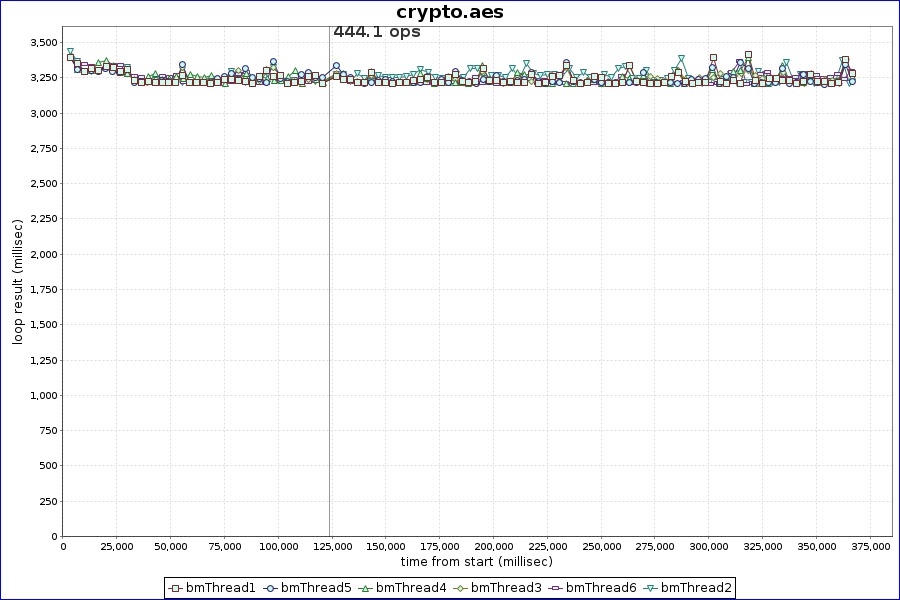 crypto.aes
444.1 ops
3,500
3,250
3,000
2,750
2,500
2,250
2,000
1,750
1,500
1,250
1,000
750
500
250
0
loop result (millisec)
0 25,000 50,000 75,000 100,000 125,000 150,000 175,000 200,000 225,000 250,000 275,000 300,000 325,000 350,000 375,000
time from start (millisec)
bmThread1 bmThread5 bmThread4 bmThread3 bmThread6 bmThread2